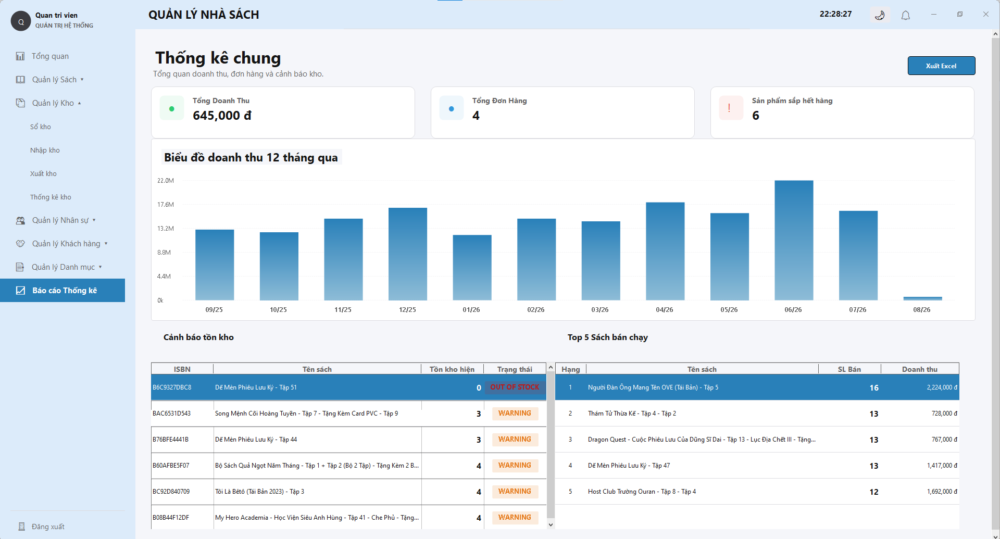 Q
Quan tri vien
QUẢN TRỊ HỆ THỐNG
Tổng quan
Quản lý Sách
Quản lý Kho
Sổ kho
Nhập kho
Xuất kho
Thống kê kho
Quản lý Nhân sự
Quản lý Khách hàng
Quản lý Danh mục
Báo cáo Thống kê
Đăng xuất
QUẢN LÝ NHÀ SÁCH
22:28:27
Thống kê chung
Tổng quan doanh thu, đơn hàng và cảnh báo kho.
Xuất Excel
Tổng Doanh Thu
645,000 đ
Tổng Đơn Hàng
4
!
Sản phẩm sắp hết hàng
6
Biểu đồ doanh thu 12 tháng qua
22.0M
17.6M
13.2M
8.8M
4.4M
0k
09/25 10/25 11/25 12/25 01/26 02/26 03/26 04/26 05/26 06/26 07/26 08/26
Cảnh báo tồn kho
ISBN Tên sách Tồn kho hiện Trạng thái
B6C9327DBC8 Dế Mèn Phiêu Lưu Ký - Tập 51 0 OUT OF STOCK
BAC6531D543 Song Mệnh Cõi Hoàng Tuyền - Tập 7 - Tặng Kèm Card PVC - Tập 9 3 WARNING
B76BFE4441B Dế Mèn Phiêu Lưu Ký - Tập 44 3 WARNING
B60AFBE5F07 Bộ Sách Quả Ngọt Năm Tháng - Tập 1 + Tập 2 (Bộ 2 Tập) - Tặng Kèm 2 B... 4 WARNING
BC92D840709 Tôi Là Bêtô (Tái Bản 2023) - Tập 3 4 WARNING
B08B44F12DF My Hero Academia - Học Viện Siêu Anh Hùng - Tập 41 - Che Phủ - Tặng... 4 WARNING
Top 5 Sách bán chạy
Hạng Tên sách SL Bán Doanh thu
1 Người Đàn Ông Mang Tên OVE (Tái Bản) - Tập 5 16 2,224,000 đ
2 Thám Tử Thừa Kế - Tập 4 - Tập 2 13 728,000 đ
3 Dragon Quest - Cuộc Phiêu Lưu Của Dũng Sĩ Dai - Tập 13 - Lục Địa Chết III - Tặng... 13 767,000 đ
4 Dế Mèn Phiêu Lưu Ký - Tập 47 13 1,417,000 đ
5 Host Club Trường Ouran - Tập 8 - Tập 4 12 1,692,000 đ